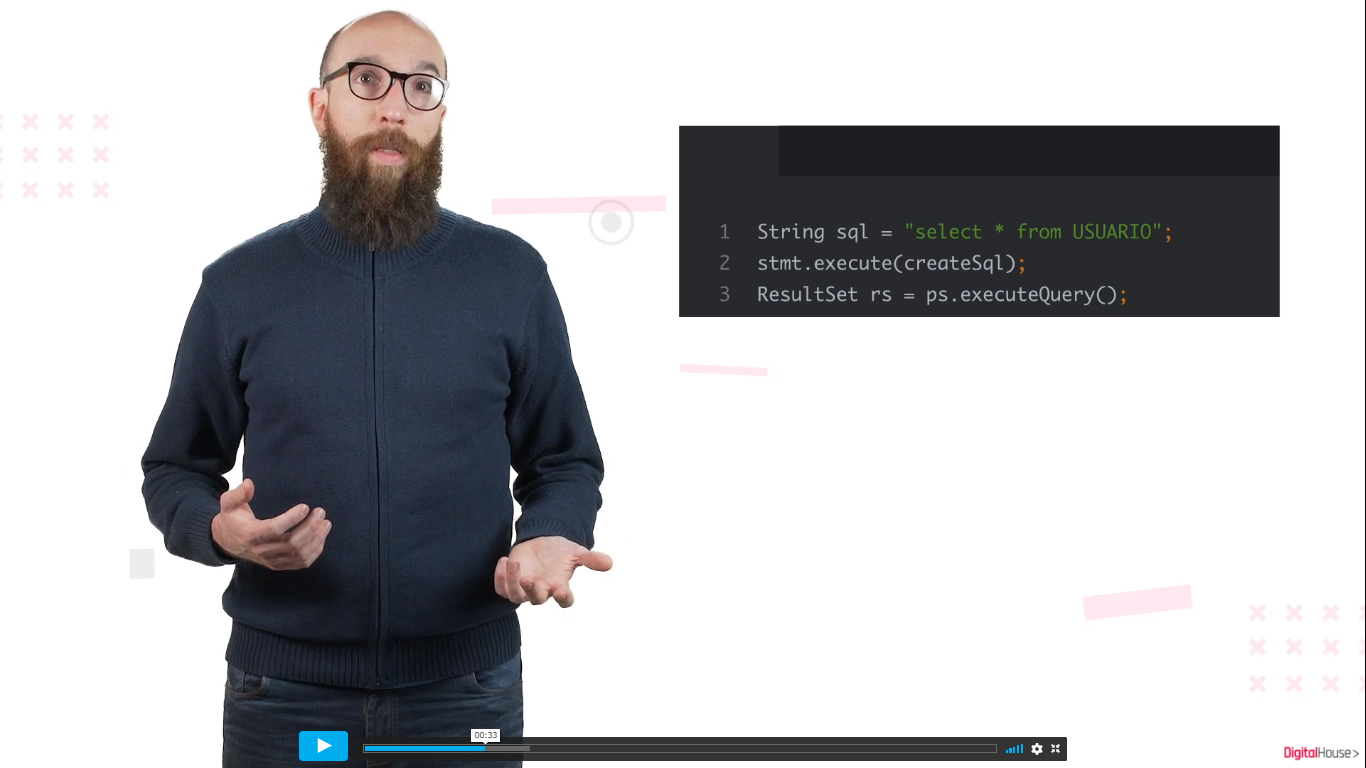 1 String sql = "select * from USUARIO";
2 stmt.execute(createSql);
3 ResultSet rs = ps.executeQuery();
00:33
DigitalHouse>